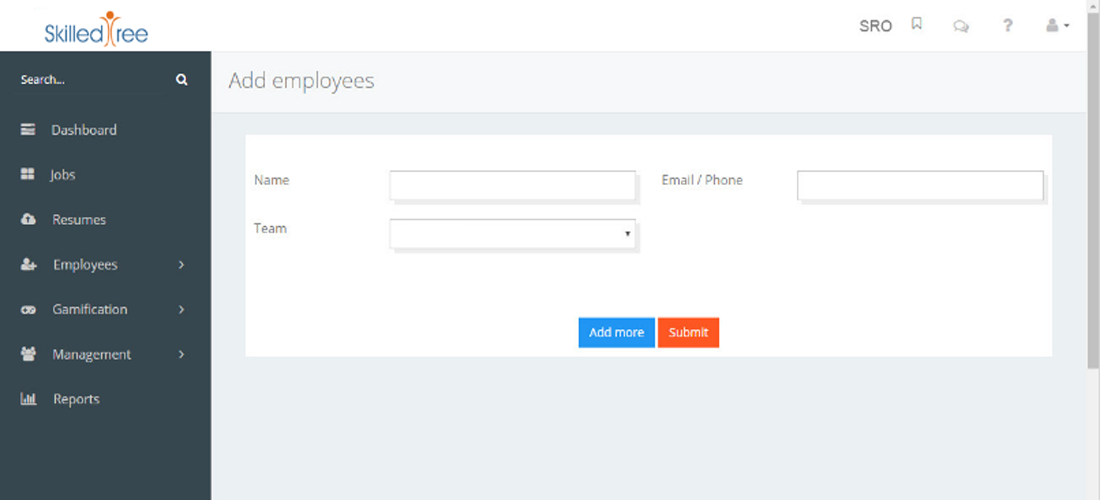 SkilledTree
SRO
?
Search...
Add employees
Dashboard
Jobs
Resumes
Employees
Gamification
Management
Reports
Name
Email / Phone
Team
Add more
Submit